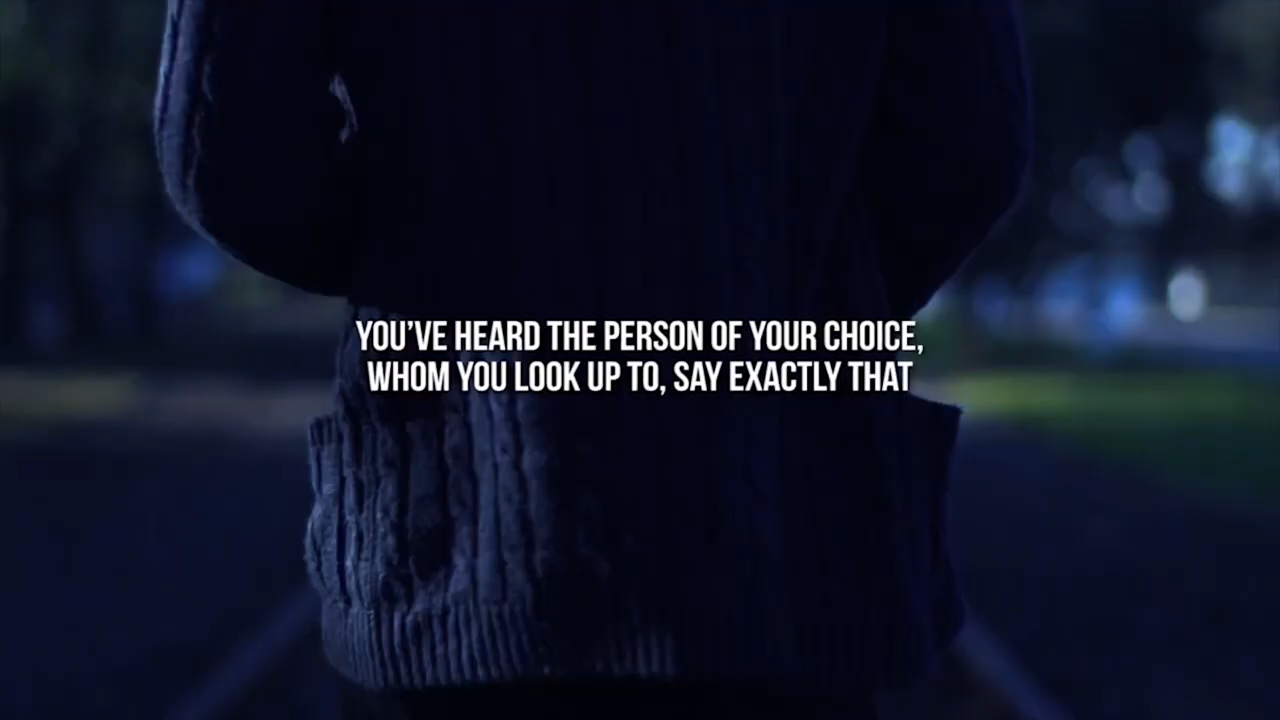 YOU'VE HEARD THE PERSON OF YOUR CHOICE,
WHOM YOU LOOK UP TO, SAY EXACTLY THAT